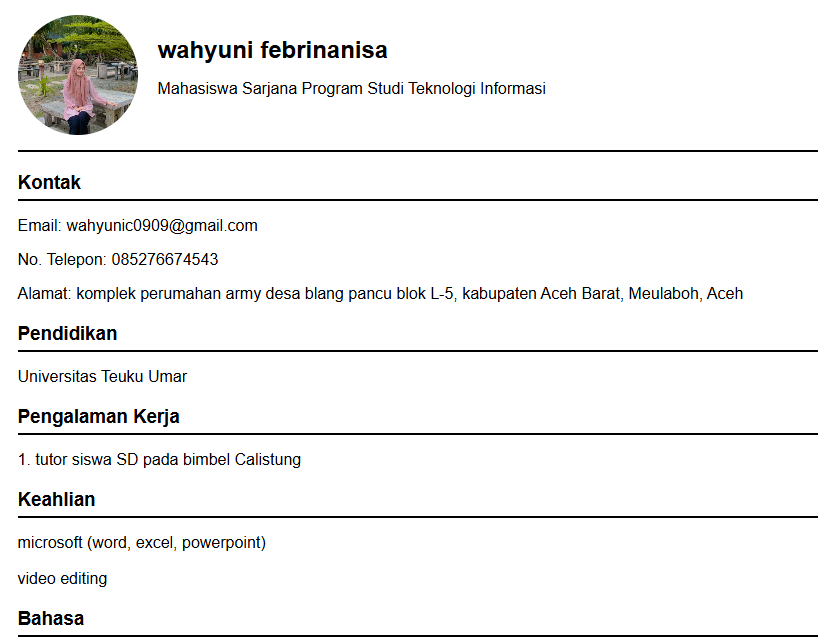 wahyuni febrinanisa
Mahasiswa Sarjana Program Studi Teknologi Informasi
Kontak
Email: wahyunic0909@gmail.com
No. Telepon: 085276674543
Alamat: komplek perumahan army desa blang pancu blok L-5, kabupaten Aceh Barat, Meulaboh, Aceh
Pendidikan
Universitas Teuku Umar
Pengalaman Kerja
1. tutor siswa SD pada bimbel Calistung
Keahlian
microsoft (word, excel, powerpoint)
video editing
Bahasa